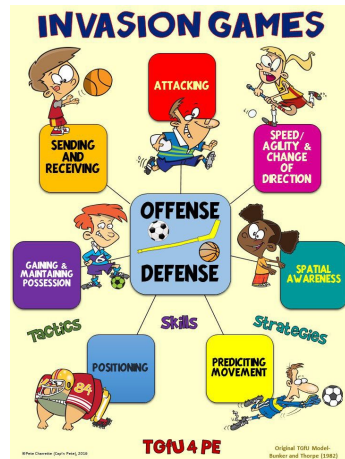 INVASION GAMES
ATTACKING
SENDING
AND
RECEIVING
SPEED/
AGILITY &
CHANGE
OF
DIRECTION
OFFENSE
DEFENSE
GAINING &
MAINTAINING
POSSESSION
SPATIAL
AWARENESS
Tactics
Skills
Strategies
POSITIONING
PREDICITING
MOVEMENT
84
TGfU 4 PE
©Pete Charrette {Cap'n Pete}, 2016
Original TGfU Model-
Bunker and Thorpe (1982)